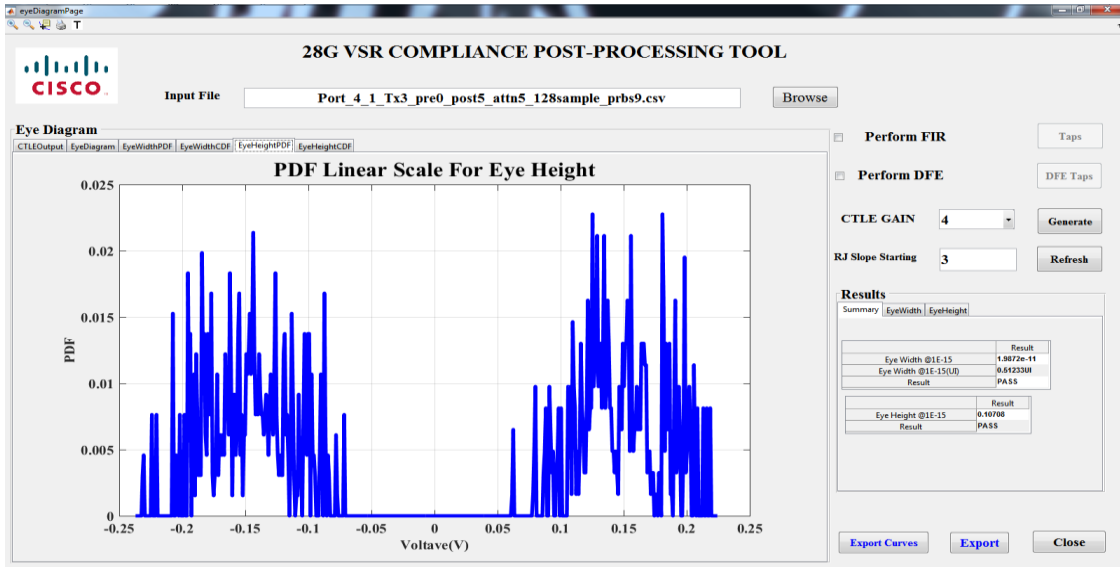 eyeDiagramPage
T
28G VSR COMPLIANCE POST-PROCESSING TOOL
CISCO
Input File
Port_4_1_Tx3_pre0_post5_attn5_128sample_prbs9.csv
Browse
Eye Diagram
CTLEOutput EyeDiagram EyeWidthPDF EyeWidthCDF EyeHeightPDF EyeHeightCDF
PDF Linear Scale For Eye Height
0.025
0.02
0.015
0.01
0.005
0
PDF
-0.25 -0.2 -0.15 -0.1 -0.05 0 0.05 0.1 0.15 0.2 0.25
Voltave(V)
Perform FIR
Taps
Perform DFE
DFE Taps
CTLE GAIN 4 Generate
RJ Slope Starting 3 Refresh
Results
Summary EyeWidth EyeHeight
Result
Eye Width @1E-15 1.9872e-11
Eye Width @1E-15(UI) 0.51233UI
Result PASS
Result
Eye Height @1E-15 0.10708
Result PASS
Export Curves Export Close